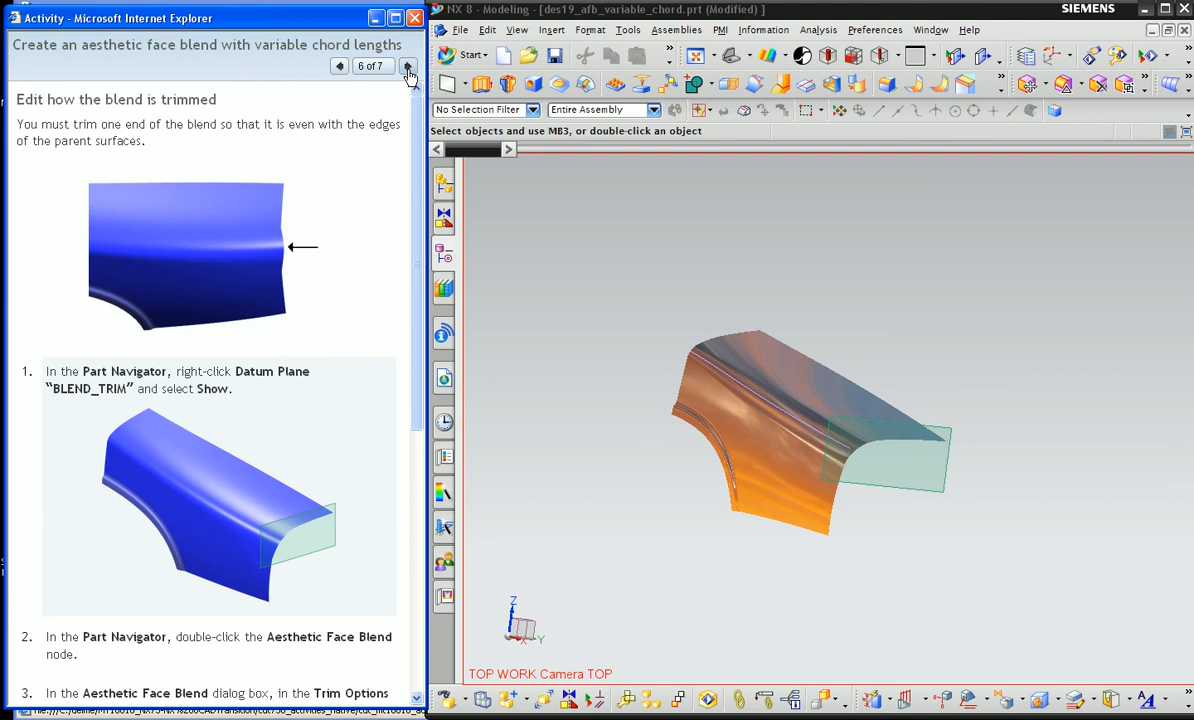 Activity - Microsoft Internet Explorer
Create an aesthetic face blend with variable chord lengths
6 of 7
Edit how the blend is trimmed
You must trim one end of the blend so that it is even with the edges
of the parent surfaces.
1. In the Part Navigator, right-click Datum Plane
“BLEND_TRIM” and select Show.
2. In the Part Navigator, double-click the Aesthetic Face Blend
node.
3. In the Aesthetic Face Blend dialog box, in the Trim Options
NX 8 - Modeling - [des19_afb_variable_chord.prt (Modified) ]
SIEMENS
File Edit View Insert Format Tools Assemblies PMI Information Analysis Preferences Window Help
Start
No Selection Filter Entire Assembly
Select objects and use MB3, or double-click an object
Z
X
Y
TOP WORK Camera TOP